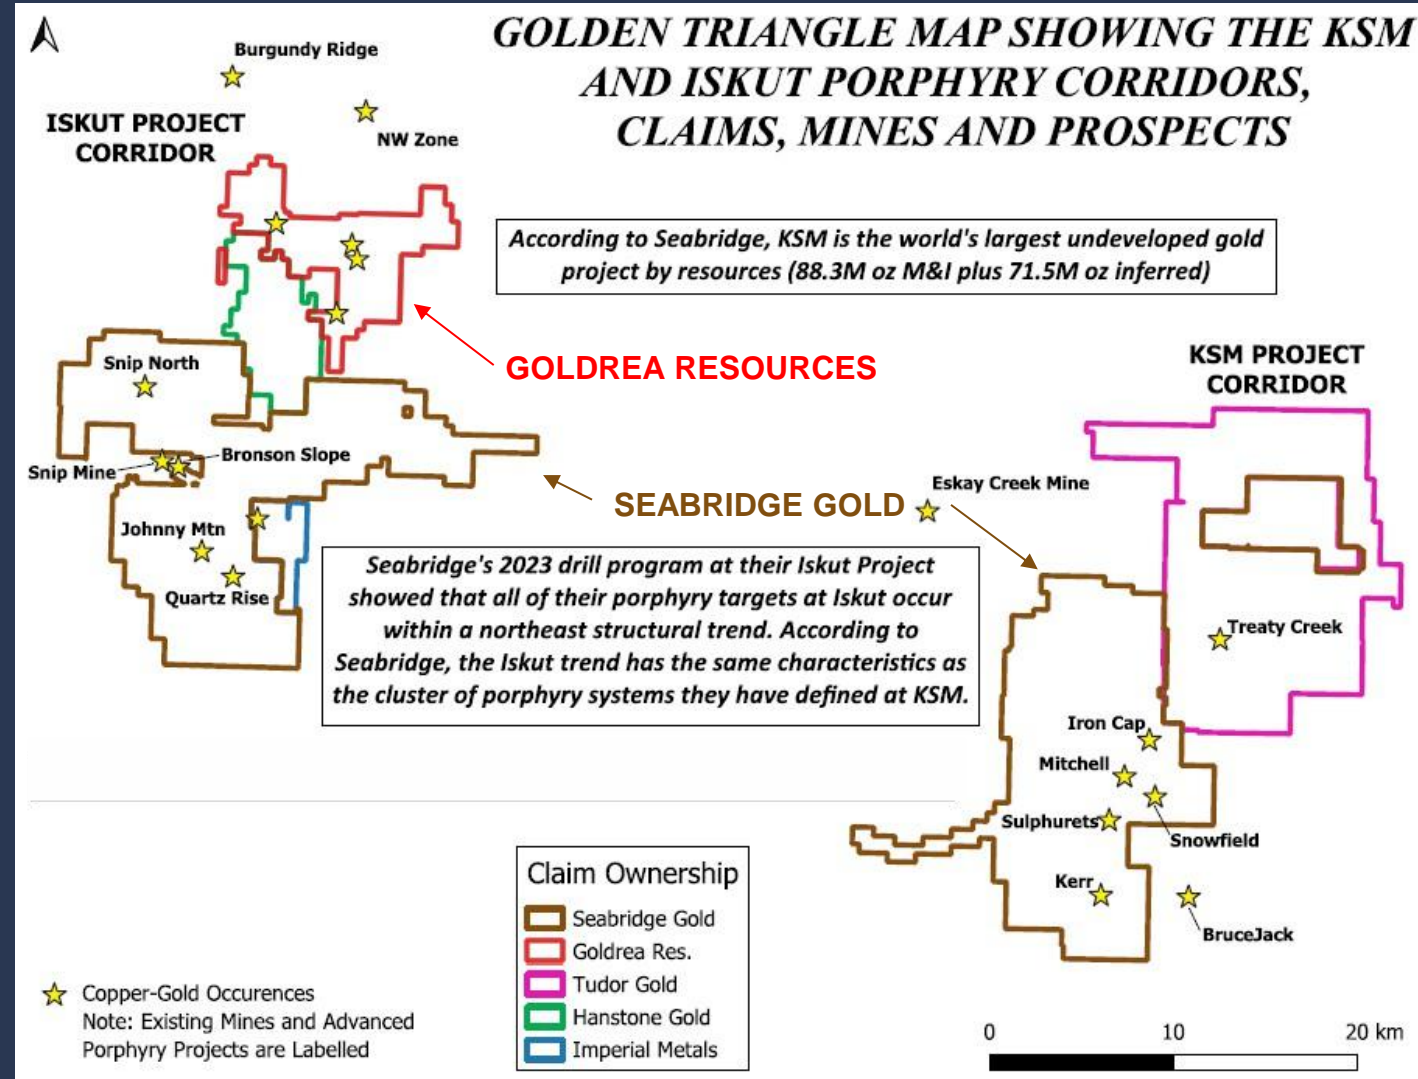 GOLDEN TRIANGLE MAP SHOWING THE KSM
AND ISKUT PORPHYRY CORRIDORS,
CLAIMS, MINES AND PROSPECTS
Burgundy Ridge
NW Zone
ISKUT PROJECT
CORRIDOR
According to Seabridge, KSM is the world's largest undeveloped gold
project by resources (88.3M oz M&I plus 71.5M oz inferred)
GOLDREA RESOURCES
KSM PROJECT
CORRIDOR
Snip North
Snip Mine
Bronson Slope
SEABRIDGE GOLD
Eskay Creek Mine
Johnny Mtn
Quartz Rise
Seabridge's 2023 drill program at their Iskut Project
showed that all of their porphyry targets at Iskut occur
within a northeast structural trend. According to
Seabridge, the Iskut trend has the same characteristics as
the cluster of porphyry systems they have defined at KSM.
Treaty Creek
Iron Cap
Mitchell
Sulphurets
Snowfield
Kerr
BruceJack
Claim Ownership
Seabridge Gold
Goldrea Res.
Tudor Gold
Hanstone Gold
Imperial Metals
Copper-Gold Occurences
Note: Existing Mines and Advanced
Porphyry Projects are Labelled
0 10 20 km